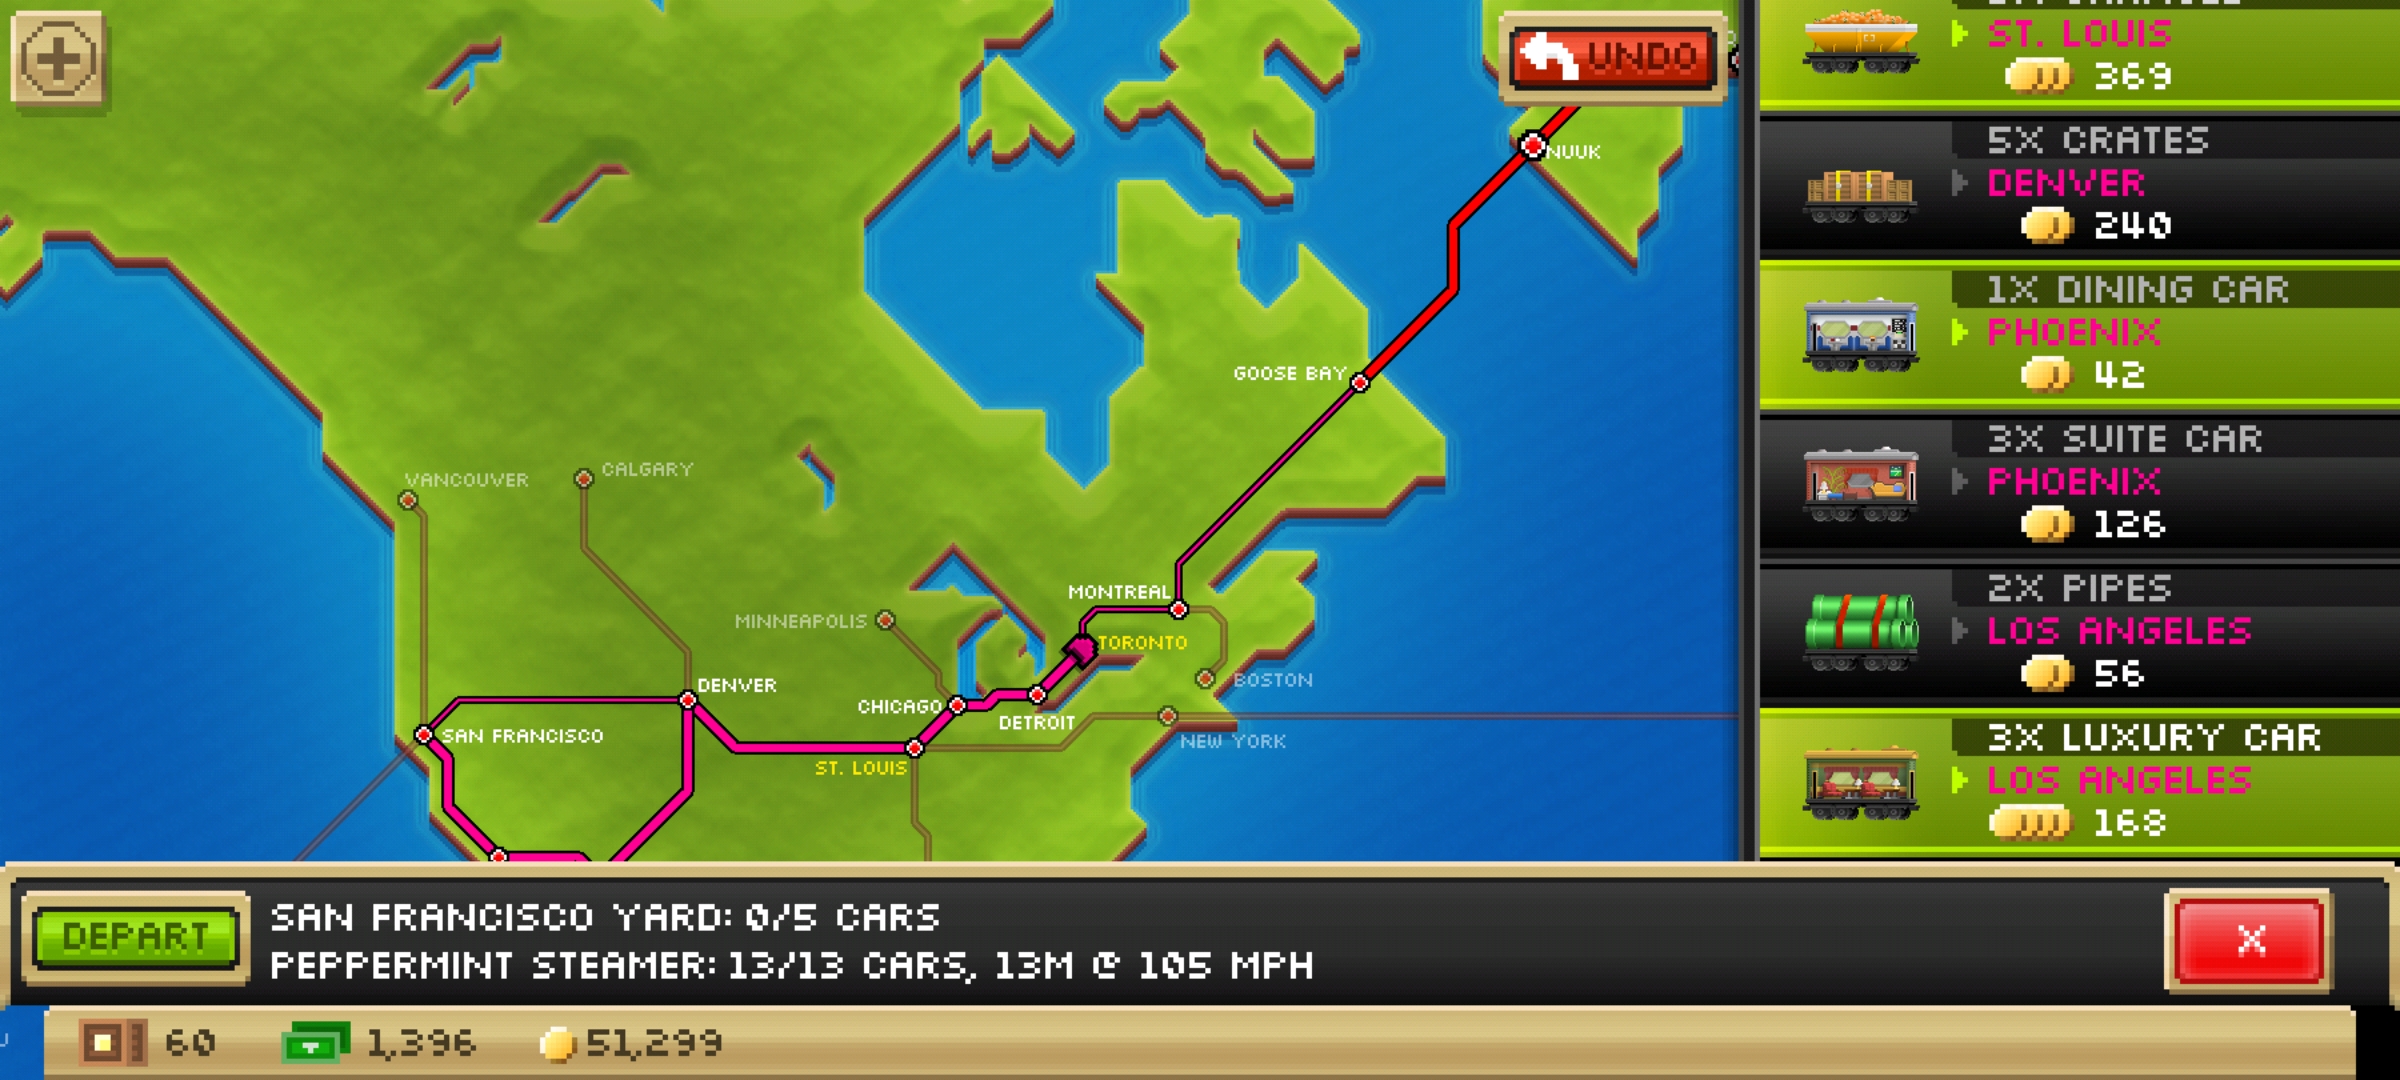 UNDO
NUUK
GOOSE BAY
VANCOUVER
CALGARY
MONTREAL
MINNEAPOLIS
TORONTO
BOSTON
DENVER
CHICAGO
DETROIT
SAN FRANCISCO
NEW YORK
ST. LOUIS
ST. LOUIS
369
5X CRATES
DENVER
240
1X DINING CAR
PHOENIX
42
3X SUITE CAR
PHOENIX
126
2X PIPES
LOS ANGELES
56
3X LUXURY CAR
LOS ANGELES
168
DEPART
SAN FRANCISCO YARD: 0/5 CARS
PEPPERMINT STEAMER: 13/13 CARS, 13M @ 105 MPH
X
60
1,396
51,299